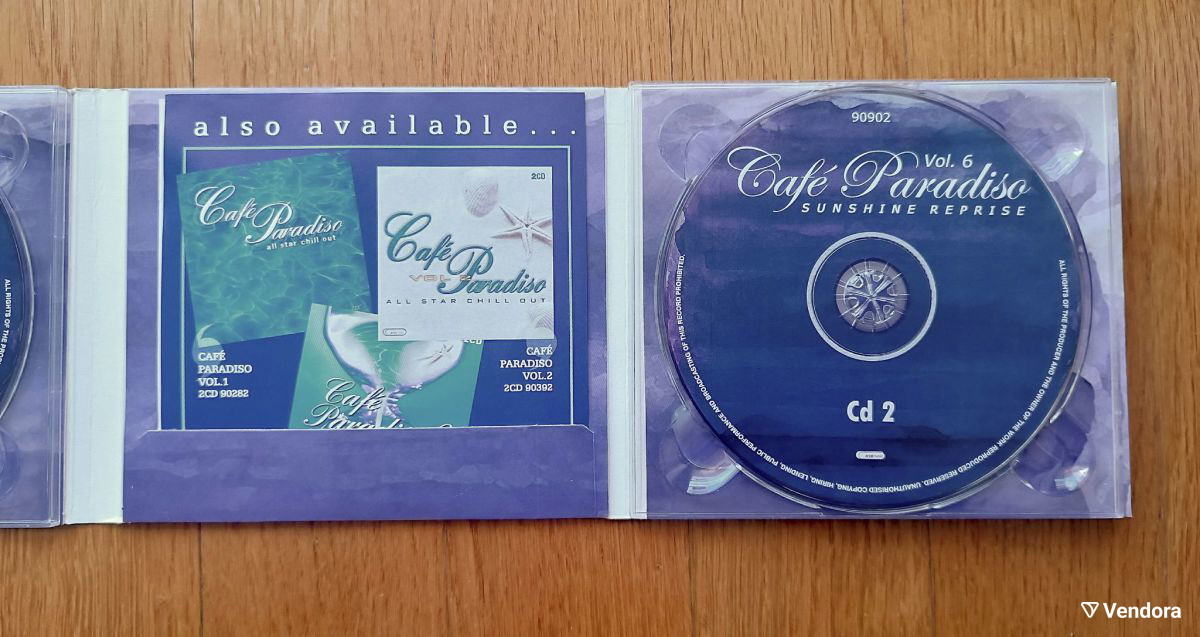 also available...
Café
Paradiso
all star chill out
2CD
Café
VOL 2
Paradiso
ALL STAR CHILL OUT
CAFÉ
PARADISO
VOL.1
2CD 90282
CAFÉ
PARADISO
VOL.2
2CD 90392
Café
90902
Vol. 6
Café Paradiso
SUNSHINE REPRISE
Cd 2
ALL RIGHTS OF THE PRODUCER AND THE OWNER OF THE WORK REPRODUCED RESERVED. UNAUTHORISED COPYING, HIRING, LENDING, PUBLIC PERFORMANCE AND BROADCASTING OF THIS RECORD PROHIBITED.
ALL RIGHTS OF THE
Vendora